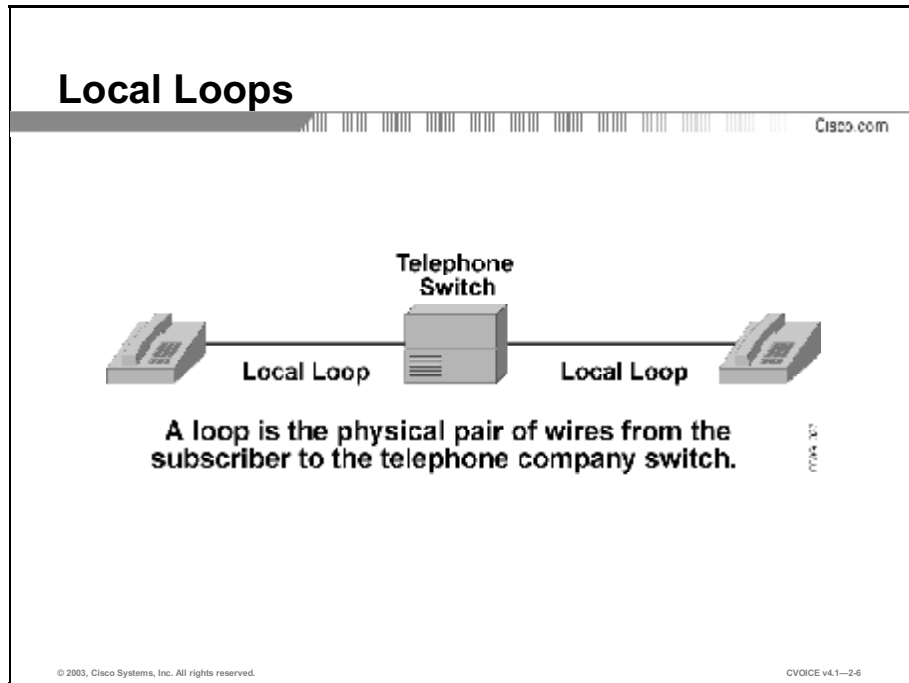 Local Loops
Cisco.com
Telephone
Switch
Local Loop
Local Loop
A loop is the physical pair of wires from the
subscriber to the telephone company switch.
© 2003, Cisco Systems, Inc. All rights reserved.
CVOICE v4.1—2-6